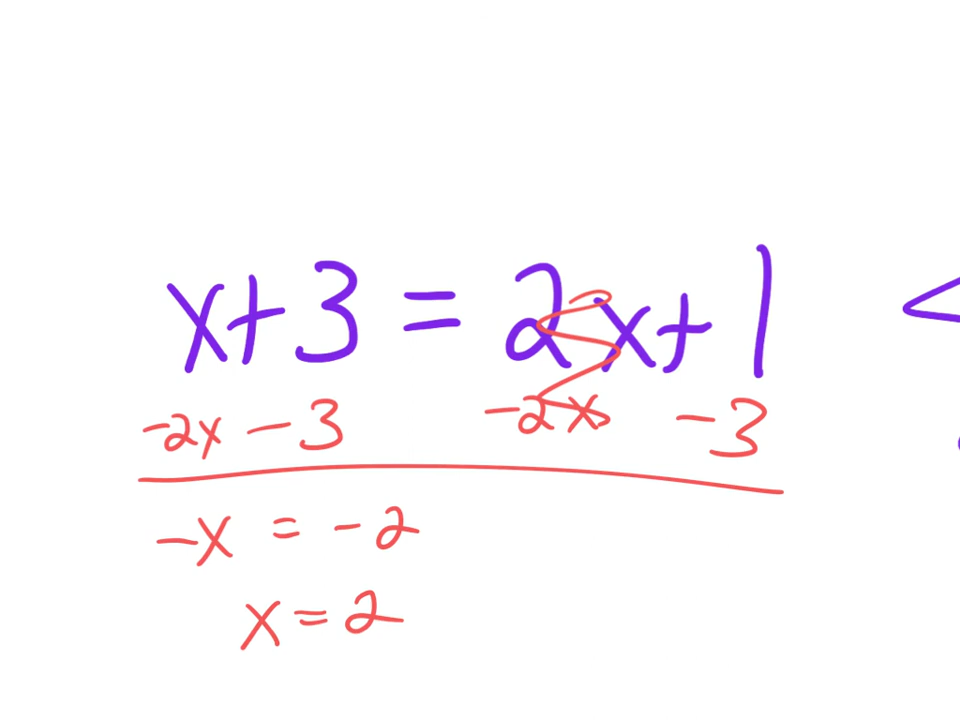 x+3 = 2x+1
-2x -3 -2x -3
-x = -2
x = 2